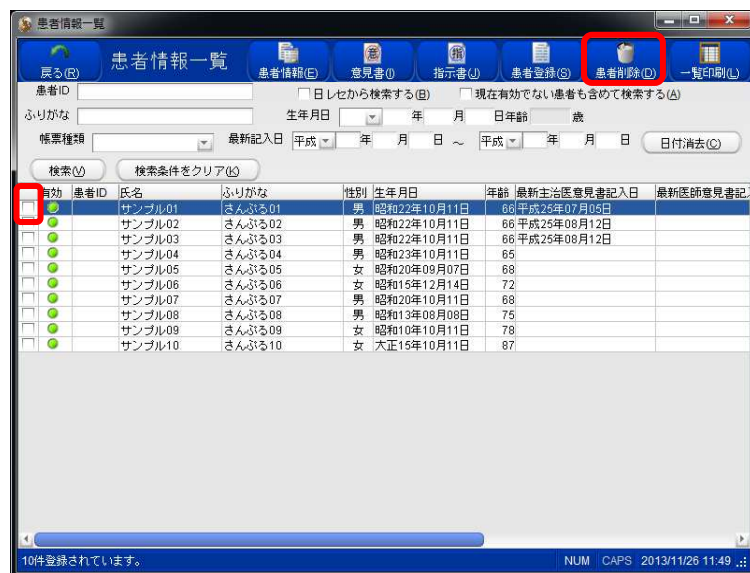 患者情報一覧
戻る(R) 患者情報一覧 患者情報(E) 意見書(I) 指示書(J) 患者登録(S) 患者削除(D) 一覧印刷(L)
患者ID 日レセから検索する(B) 現在有効でない患者も含めて検索する(A)
ふりがな 生年月日 年 月 日 年齢 歳
帳票種類 最新記入日 平成 年 月 日 ～ 平成 年 月 日 日付消去(C)
検索(V) 検索条件をクリア(K)
有効 患者ID 氏名 ふりがな 性別 生年月日 年齢 最新主治医意見書記入日 最新医師意見書記入
サンプル01 さんぷる01 男 昭和22年10月11日 66 平成25年07月05日
サンプル02 さんぷる02 男 昭和22年10月11日 66 平成25年08月12日
サンプル03 さんぷる03 男 昭和22年10月11日 66 平成25年08月12日
サンプル04 さんぷる04 男 昭和23年10月11日 65
サンプル05 さんぷる05 女 昭和20年09月07日 68
サンプル06 さんぷる06 女 昭和15年12月14日 72
サンプル07 さんぷる07 男 昭和20年10月11日 68
サンプル08 さんぷる08 男 昭和13年08月08日 75
サンプル09 さんぷる09 女 昭和10年10月11日 78
サンプル10 さんぷる10 女 大正15年10月11日 87
10件登録されています。 NUM CAPS 2013/11/26 11:49